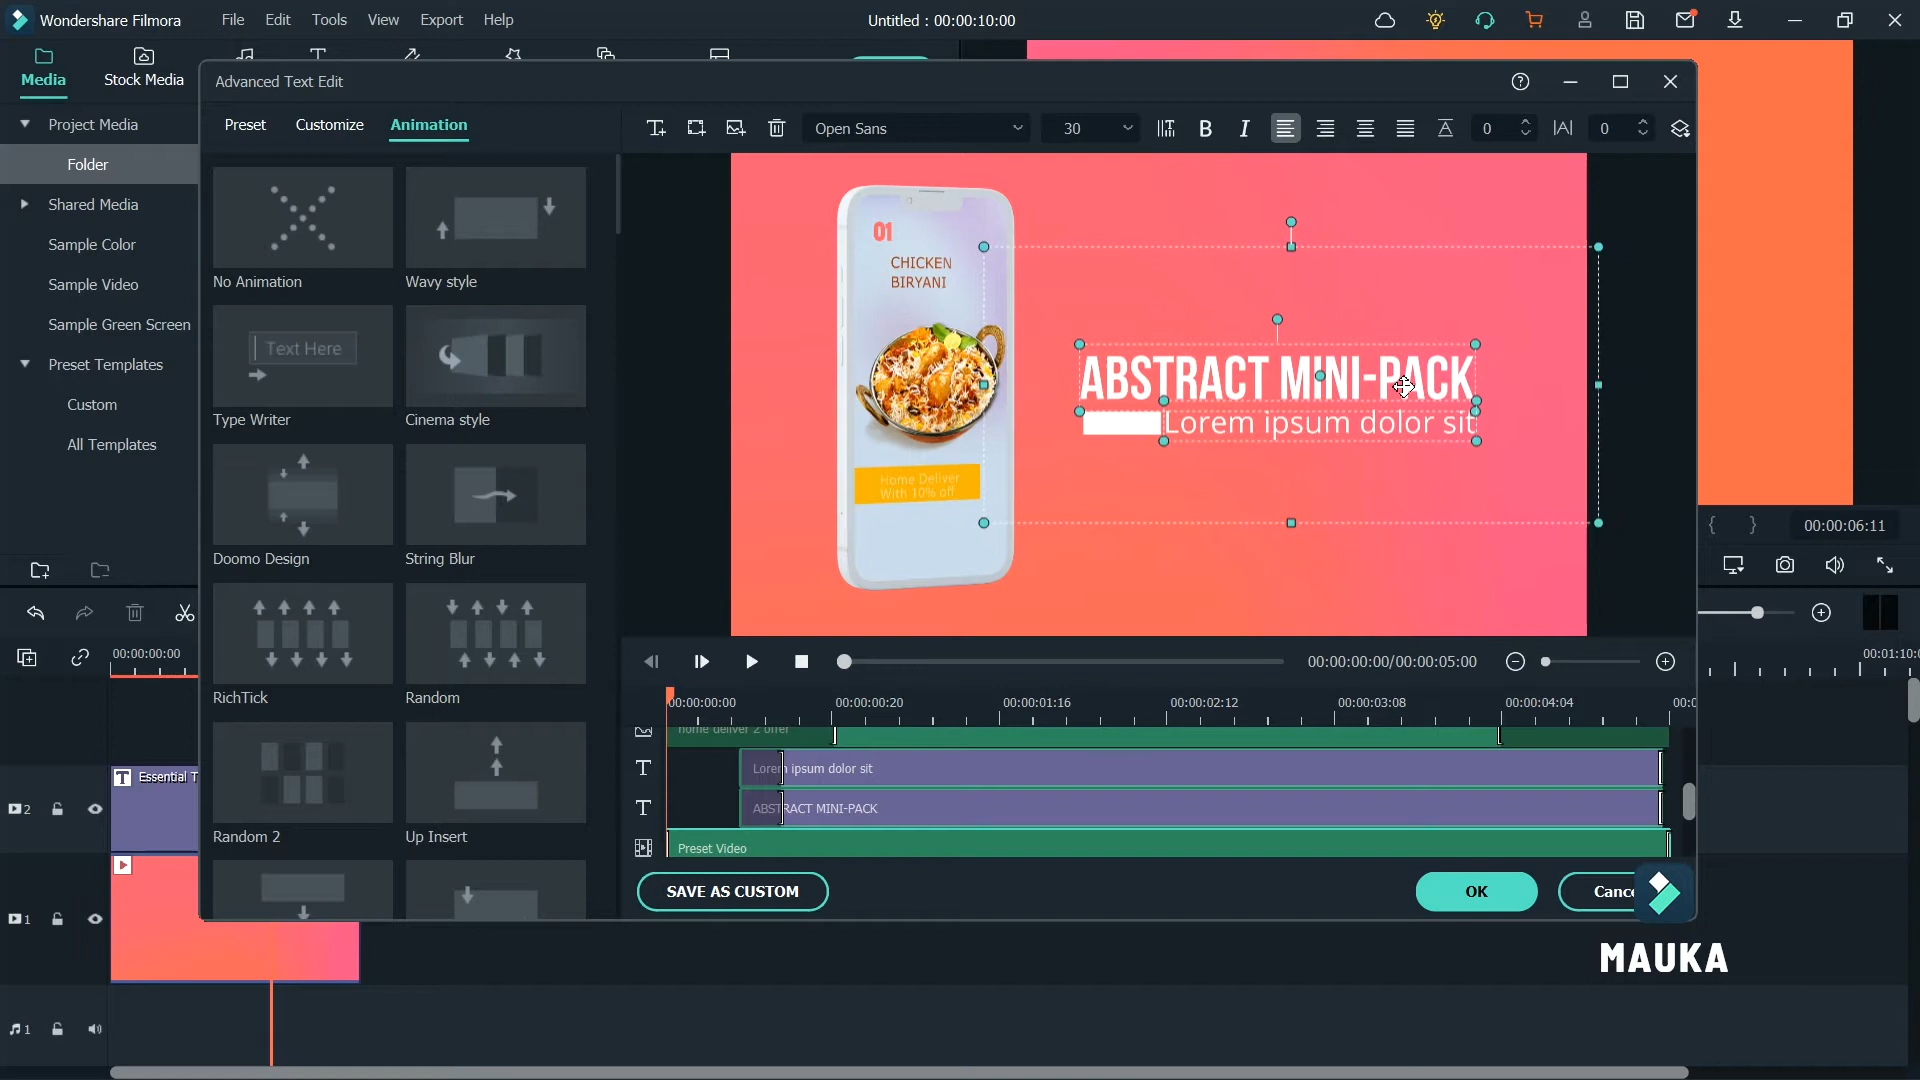 Wondershare Filmora
File Edit Tools View Export Help
Untitled : 00:00:10:00
Media
Stock Media
Advanced Text Edit
Project Media
Folder
Shared Media
Sample Color
Sample Video
Sample Green Screen
Preset Templates
Custom
All Templates
Preset Customize Animation
Open Sans 30 B I 0 0
No Animation Wavy style
Text Here
Type Writer Cinema style
Doomo Design String Blur
RichTick Random
Random 2 Up Insert
01
CHICKEN
BIRYANI
Home Deliver
With 10% off
ABSTRACT MINI-PACK
Lorem ipsum dolor sit
00:00:06:11
00:00:00:00/00:00:05:00
00:00:00:00 00:00:00:20 00:00:01:16 00:00:02:12 00:00:03:08 00:00:04:04
home deliver 2 offer
Lorem ipsum dolor sit
ABSTRACT MINI-PACK
Preset Video
SAVE AS CUSTOM OK
00:00:00:00
Essential T
2
1
1
MAUKA